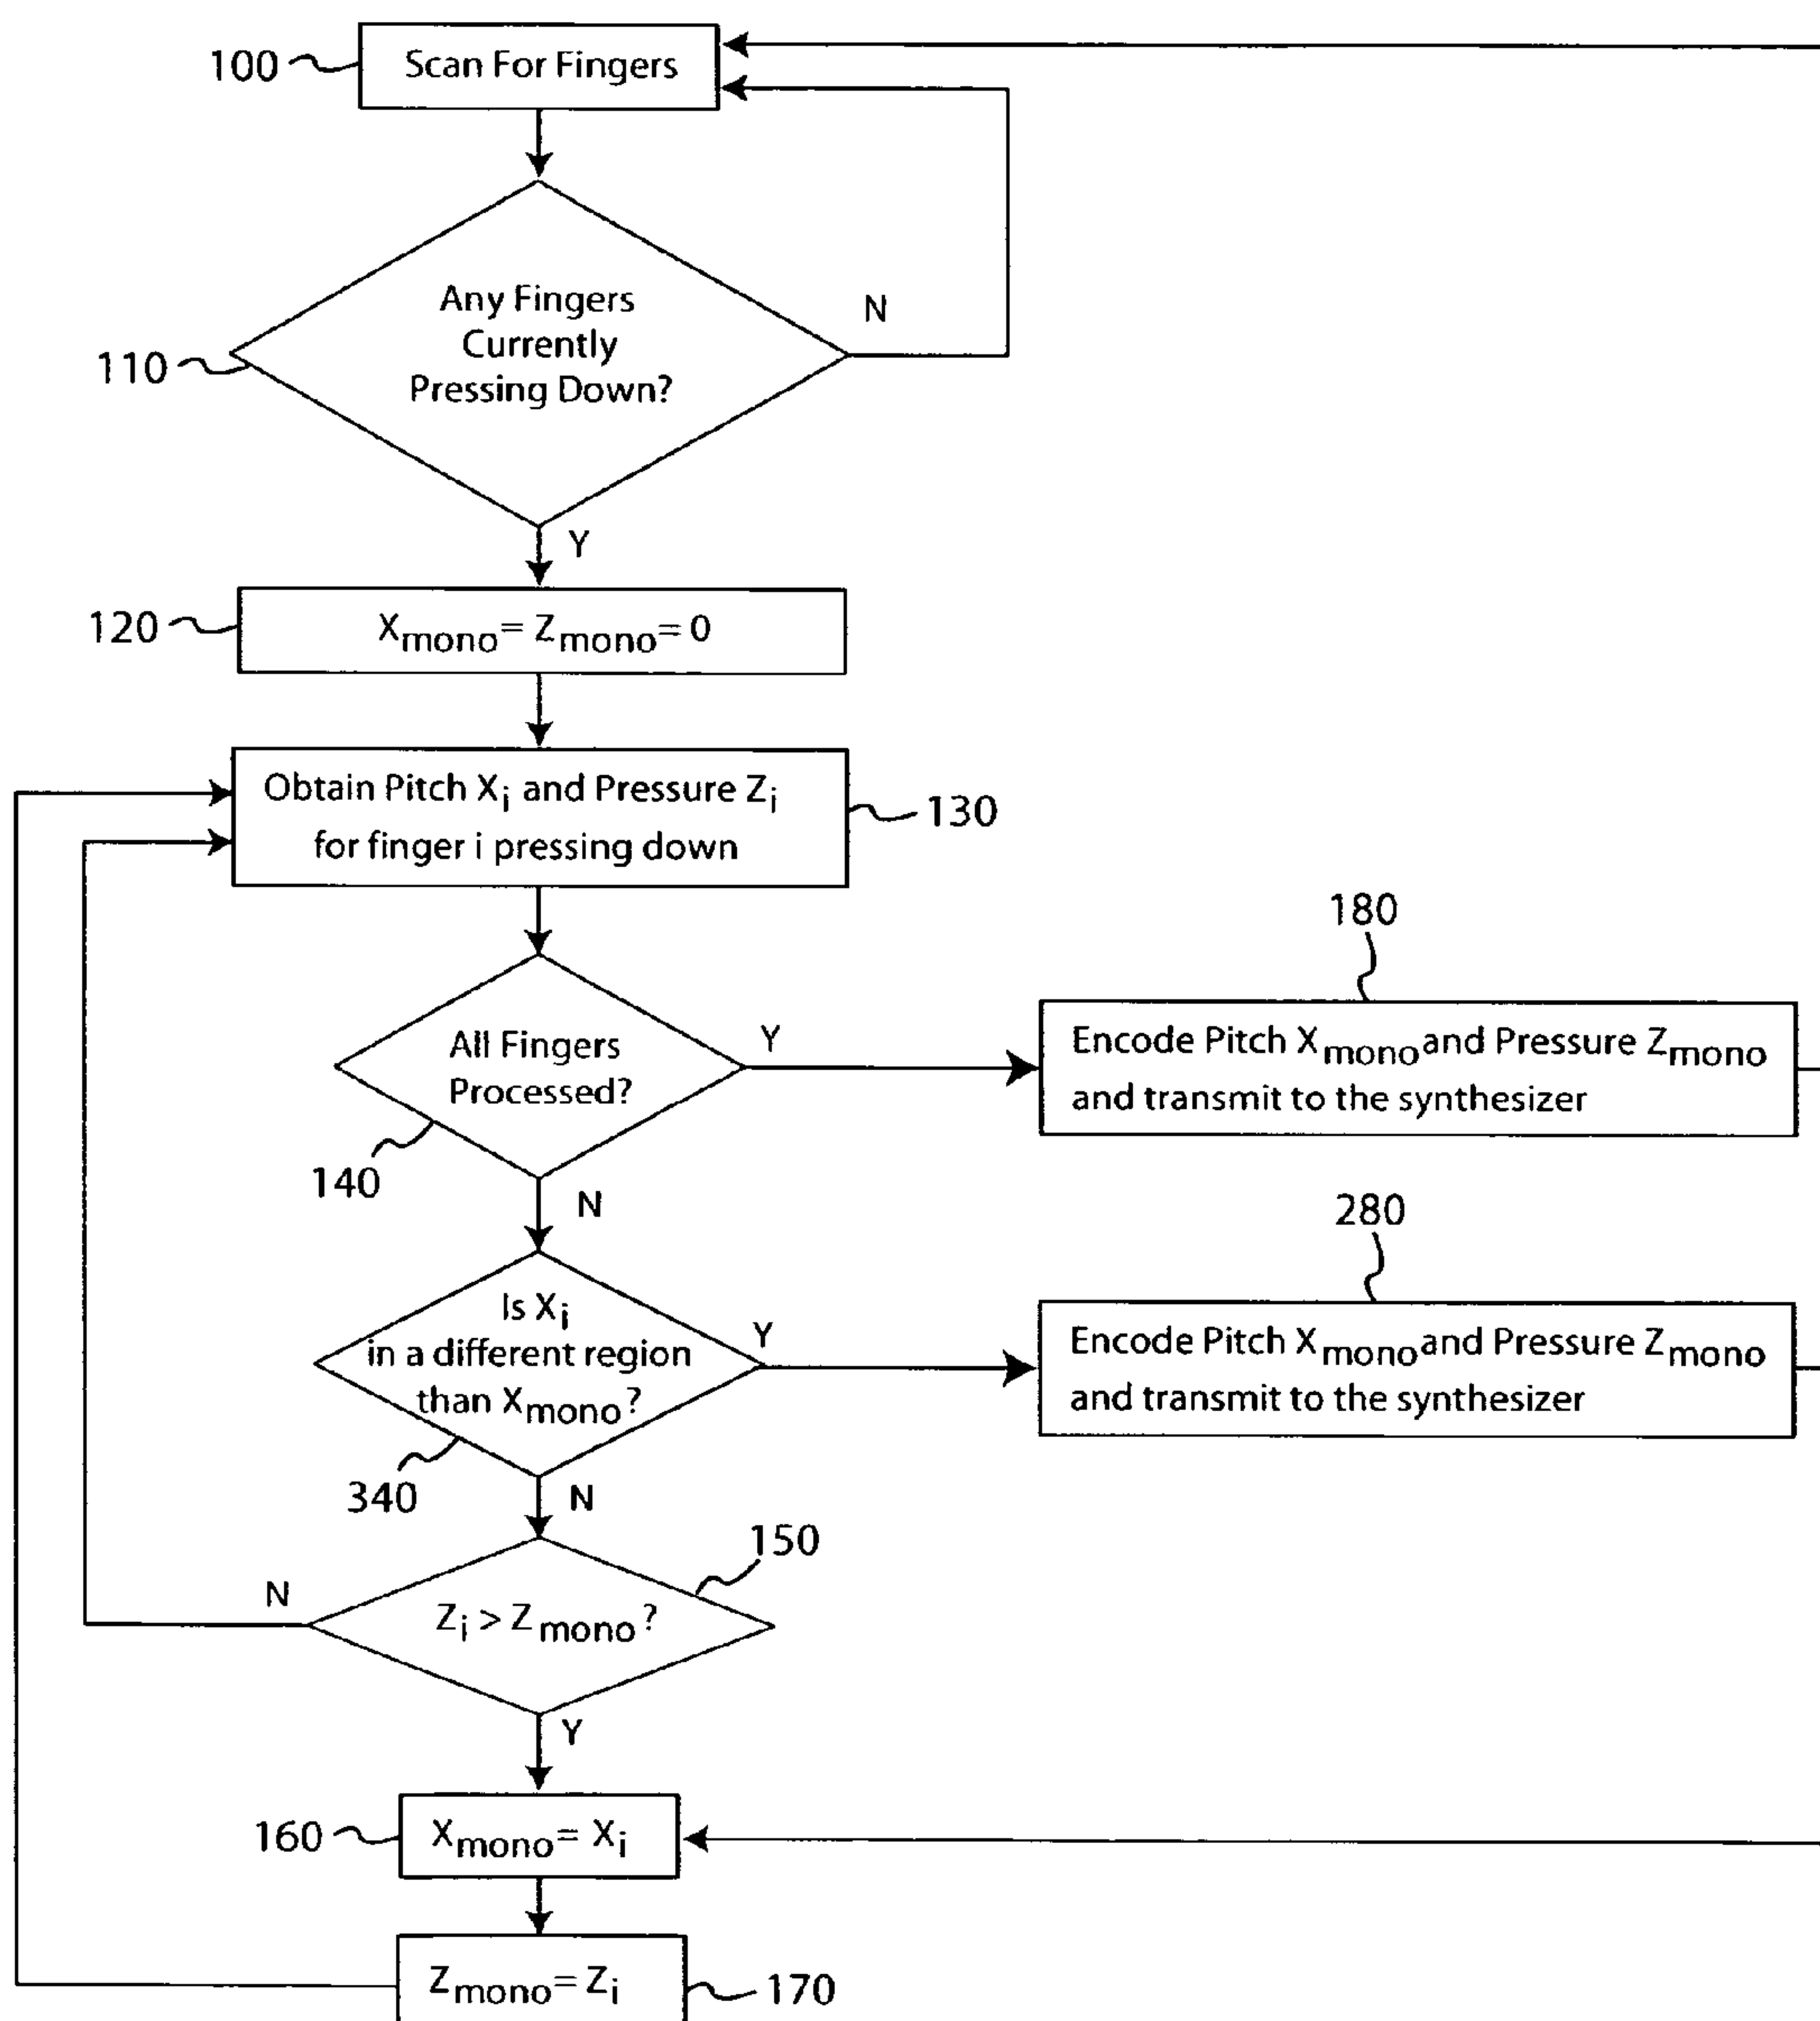 100
Scan For Fingers
Any Fingers
Currently
Pressing Down?
N
110
Y
120
Xmono= Zmono= 0
Obtain Pitch Xi and Pressure Zi
for finger i pressing down
130
180
All Fingers
Processed?
Y
Encode Pitch Xmono and Pressure Zmono
and transmit to the synthesizer
140
N
280
Is Xi
in a different region
than Xmono?
Y
Encode Pitch Xmono and Pressure Zmono
and transmit to the synthesizer
340
N
150
N
Zi > Zmono?
Y
160
Xmono= Xi
Zmono= Zi
170